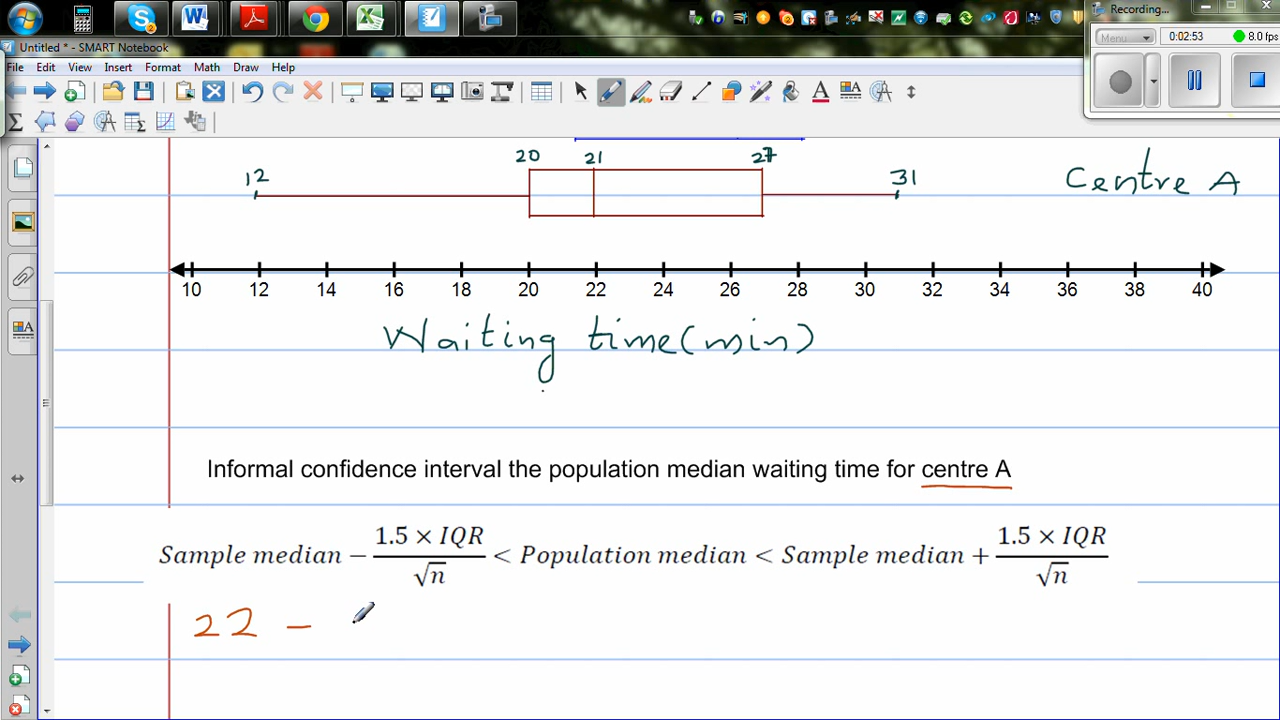 Recording...
Menu 0:02:53 8.0 fps
Untitled * - SMART Notebook
File Edit View Insert Format Math Draw Help
20 21 27
12 31 Centre A
10 12 14 16 18 20 22 24 26 28 30 32 34 36 38 40
Waiting time(min)
Informal confidence interval the population median waiting time for centre A
Sample median − 1.5 × IQR / √n < Population median < Sample median + 1.5 × IQR / √n
22 −